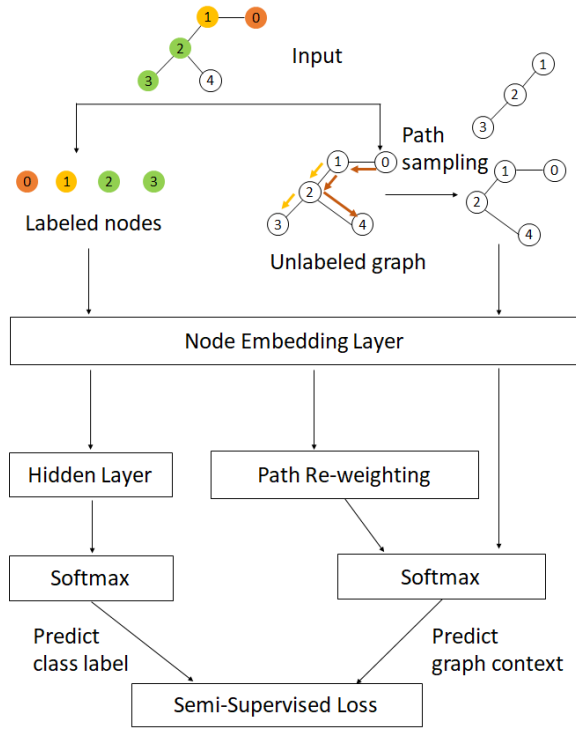 1 0
2
3 4
Input
1
2
3
0 1 2 3
Labeled nodes
1 0
2
3 4
Unlabeled graph
Path
sampling
1 0
2
4
Node Embedding Layer
Hidden Layer
Path Re-weighting
Softmax
Softmax
Predict
class label
Predict
graph context
Semi-Supervised Loss